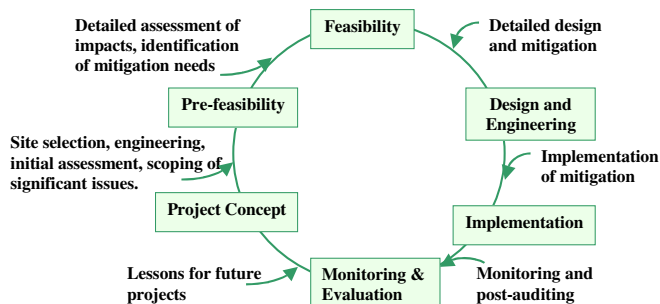 Detailed assessment of
impacts, identification
of mitigation needs
Feasibility
Detailed design
and mitigation
Pre-feasibility
Design and
Engineering
Site selection, engineering,
initial assessment, scoping of
significant issues.
Implementation
of mitigation
Project Concept
Implementation
Lessons for future
projects
Monitoring &
Evaluation
Monitoring and
post-auditing